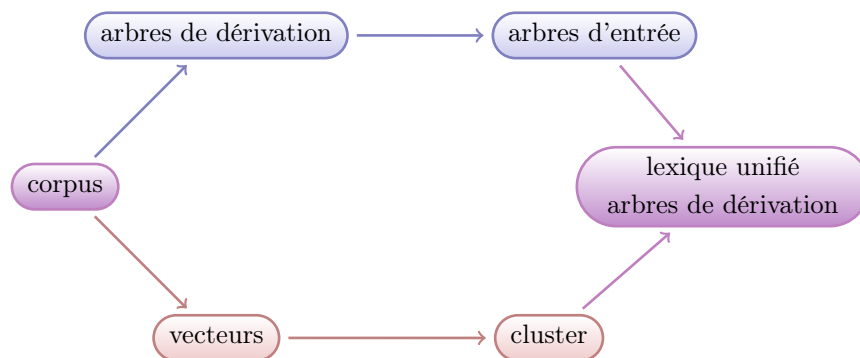 arbres de dérivation
arbres d'entrée
corpus
lexique unifié
arbres de dérivation
vecteurs
cluster